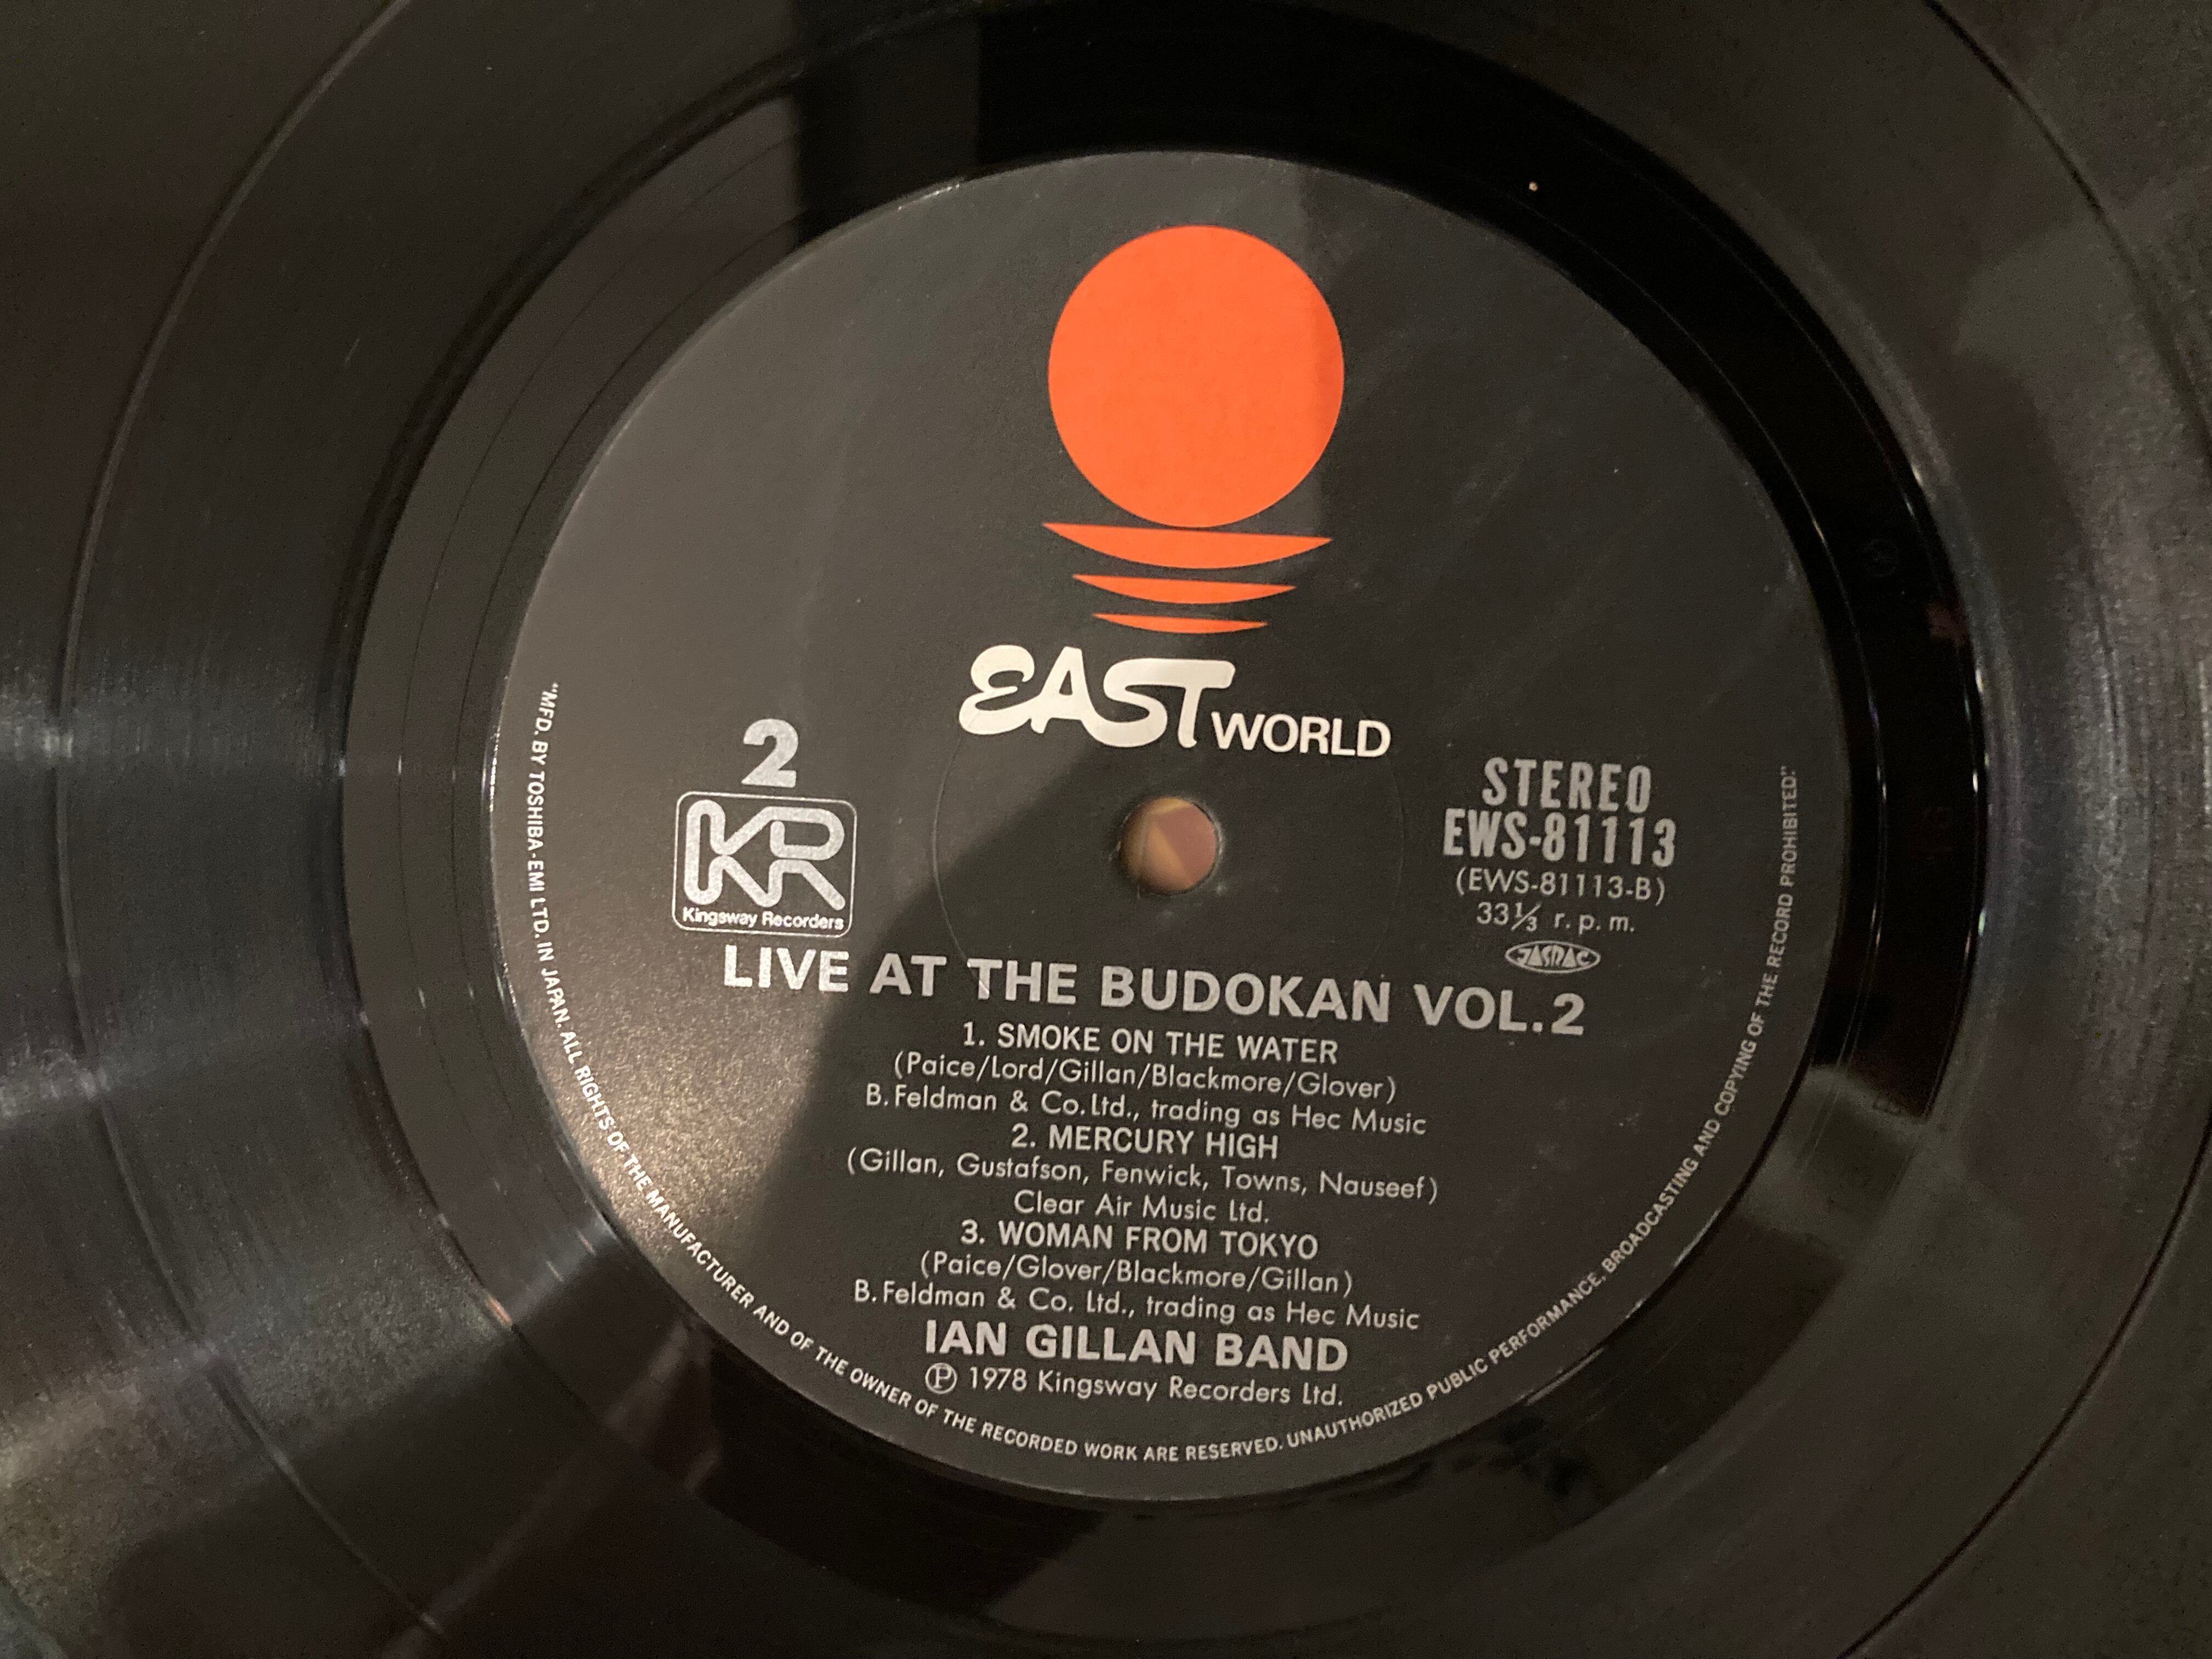 EAST WORLD
2
KR
Kingsway Recorders
STEREO
EWS-81113
(EWS-81113-B)
33⅓ r.p.m.
JASRAC
LIVE AT THE BUDOKAN VOL.2
1. SMOKE ON THE WATER
(Paice/Lord/Gillan/Blackmore/Glover)
B.Feldman & Co.Ltd., trading as Hec Music
2. MERCURY HIGH
(Gillan, Gustafson, Fenwick, Towns, Nauseef)
Clear Air Music Ltd.
3. WOMAN FROM TOKYO
(Paice/Glover/Blackmore/Gillan)
B.Feldman & Co. Ltd., trading as Hec Music
IAN GILLAN BAND
Ⓟ 1978 Kingsway Recorders Ltd.
"MFD. BY TOSHIBA-EMI LTD. IN JAPAN. ALL RIGHTS OF THE MANUFACTURER AND OF THE OWNER OF THE RECORDED WORK ARE RESERVED. UNAUTHORIZED PUBLIC PERFORMANCE, BROADCASTING AND COPYING OF THE RECORD PROHIBITED."